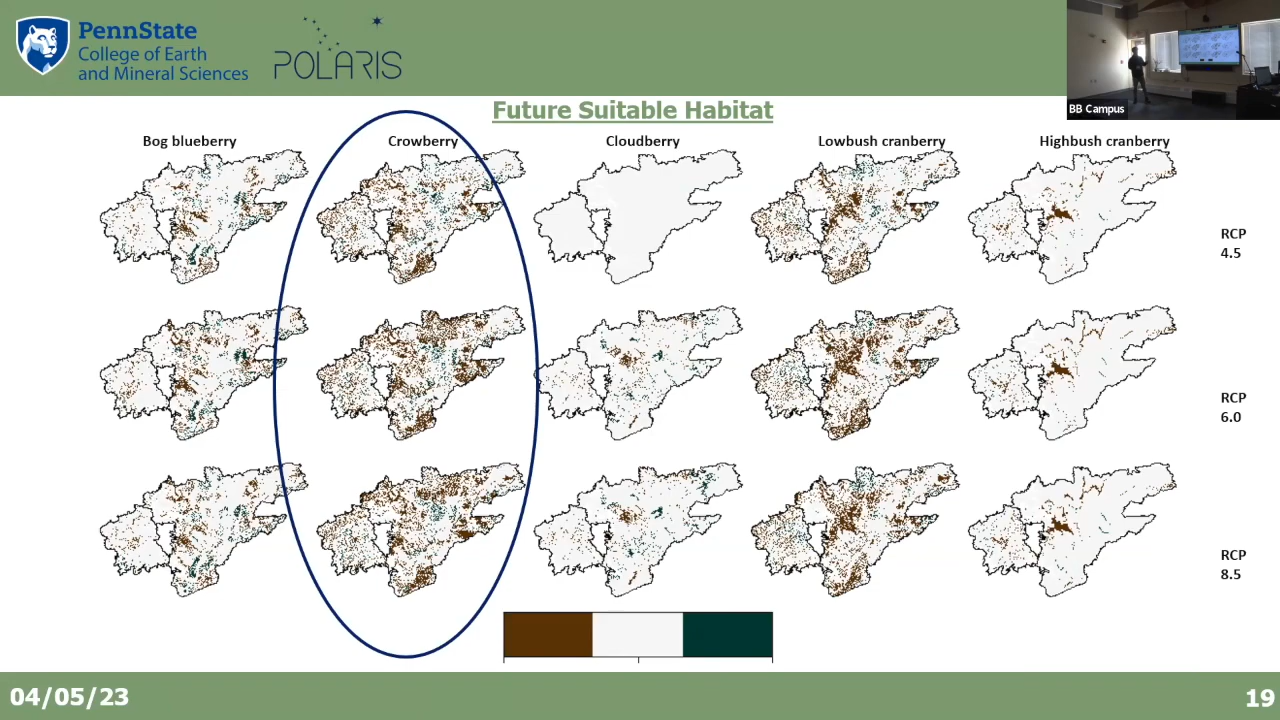 PennState
College of Earth
and Mineral Sciences
POLARIS
BB Campus
Future Suitable Habitat
Bog blueberry
Crowberry
Cloudberry
Lowbush cranberry
Highbush cranberry
RCP
4.5
RCP
6.0
RCP
8.5
04/05/23
19